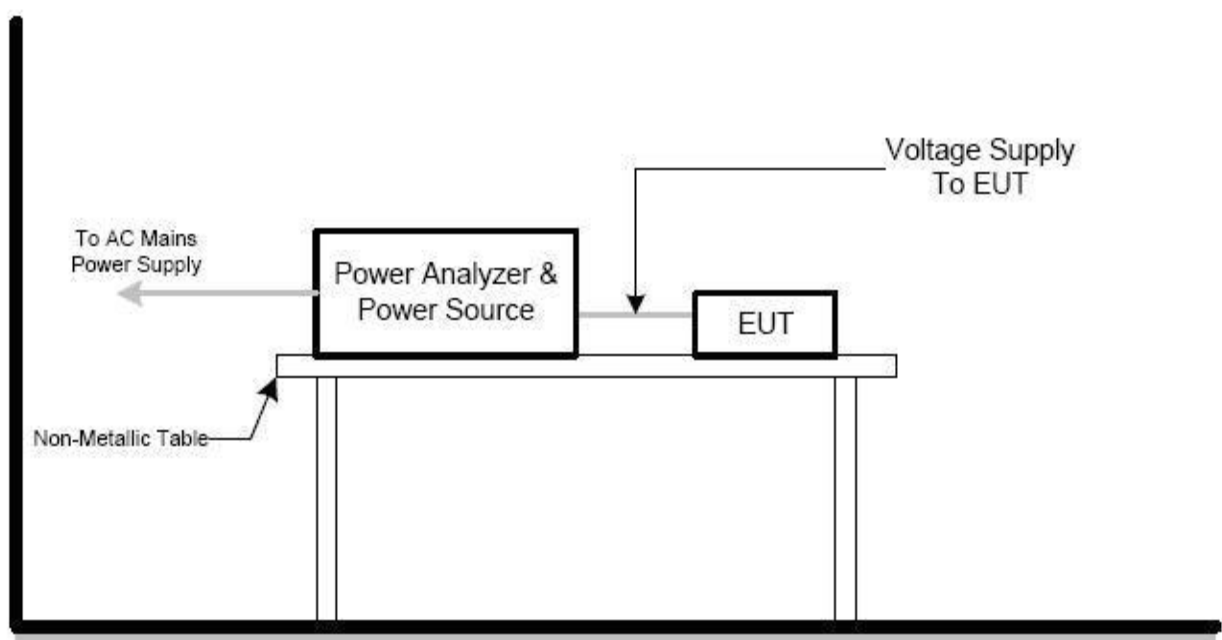 Voltage Supply
To EUT
To AC Mains
Power Supply
Power Analyzer &
Power Source
EUT
Non-Metallic Table